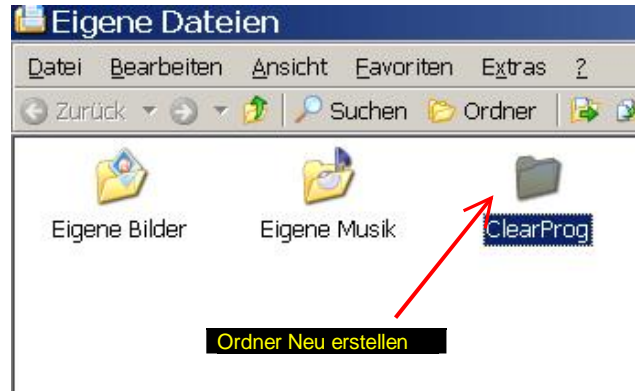 Eigene Dateien
Datei Bearbeiten Ansicht Favoriten Extras ?
Zurück Suchen Ordner
Eigene Bilder Eigene Musik ClearProg
Ordner Neu erstellen